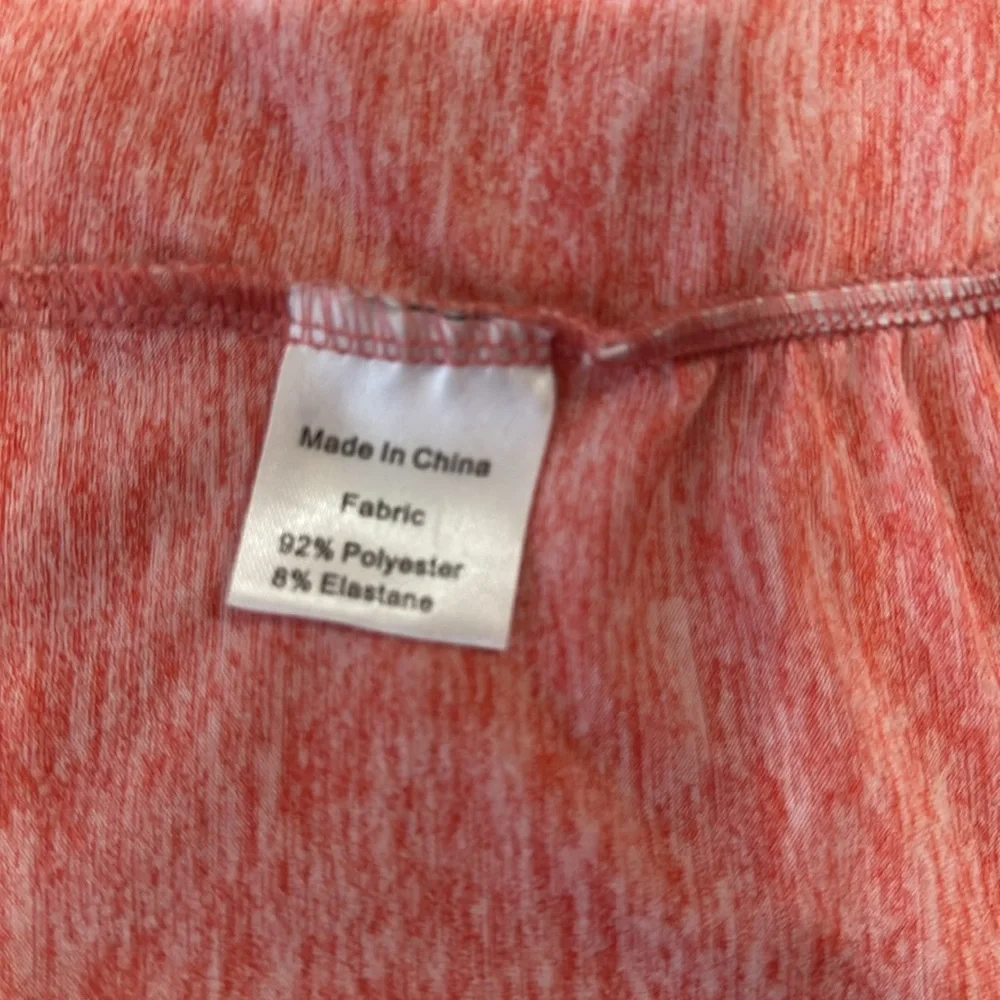 Made In China
Fabric
92% Polyester
8% Elastane